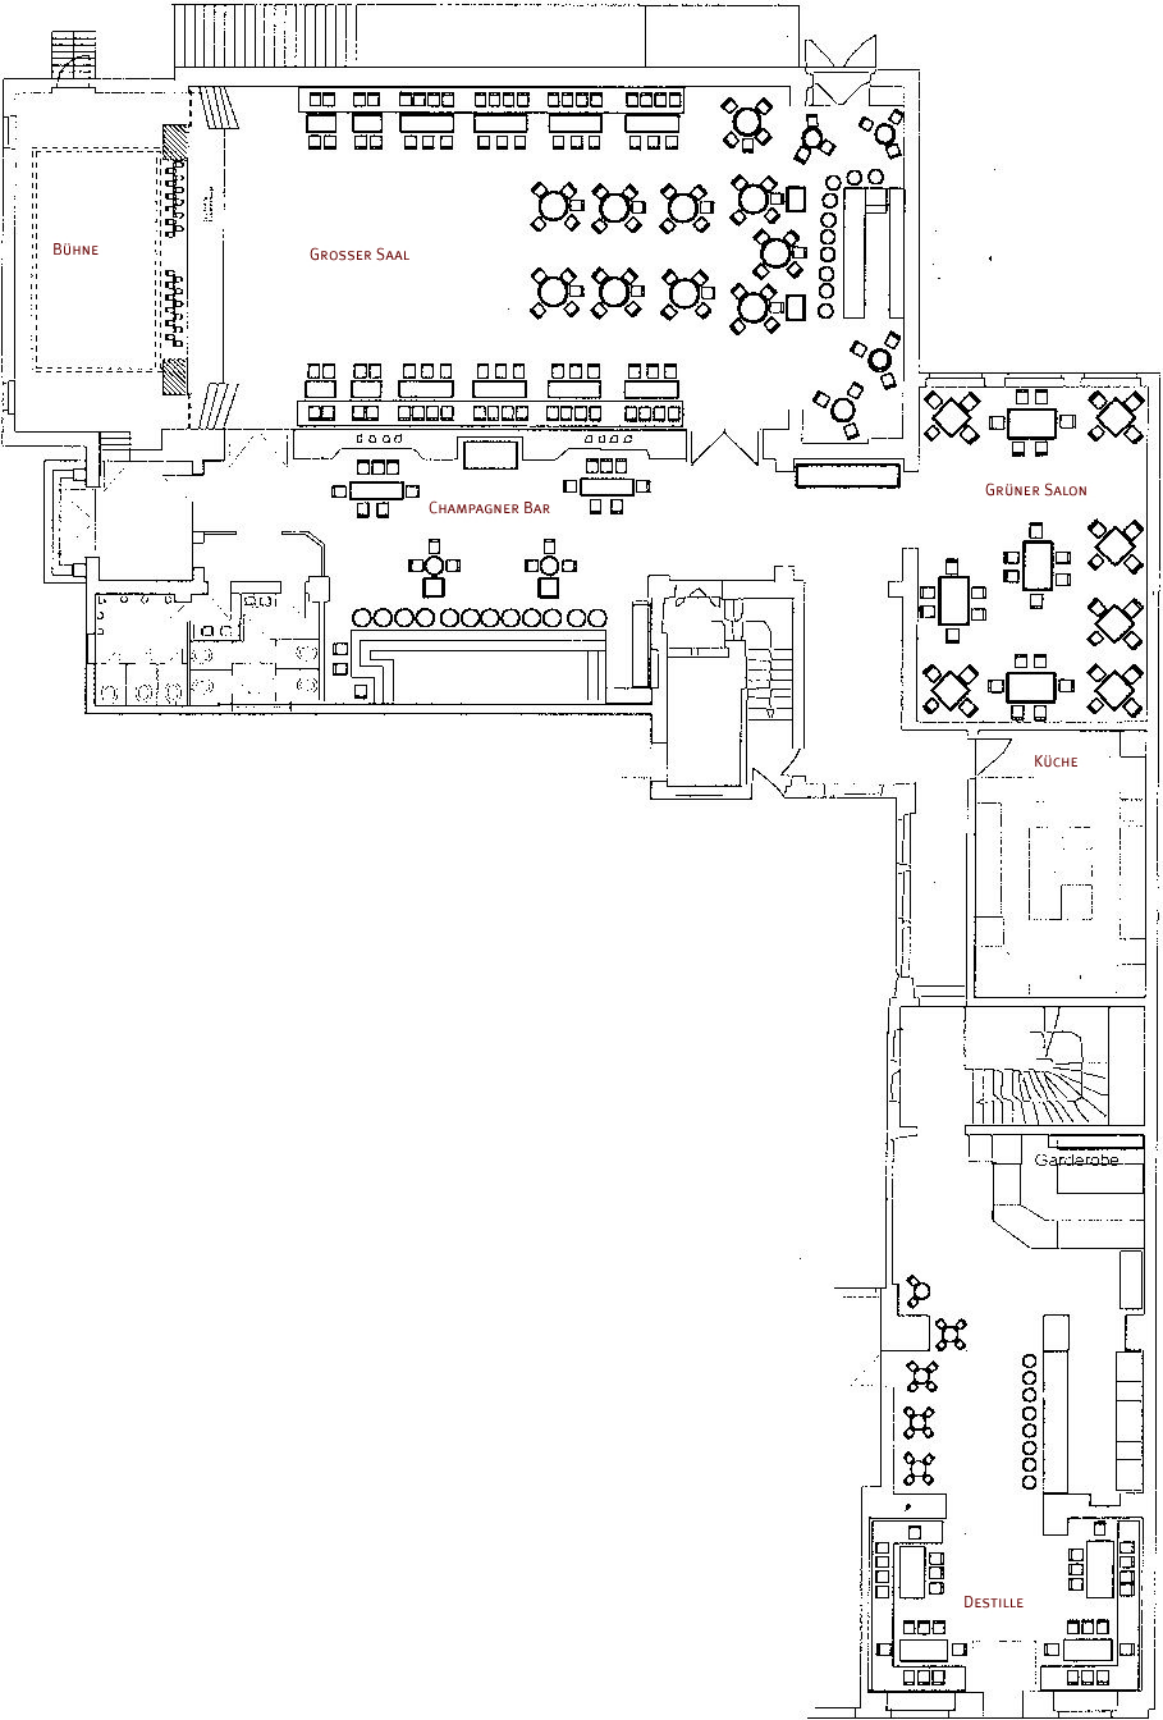 BÜHNE
GROSSER SAAL
CHAMPAGNER BAR
GRÜNER SALON
KÜCHE
Garderobe
DESTILLE